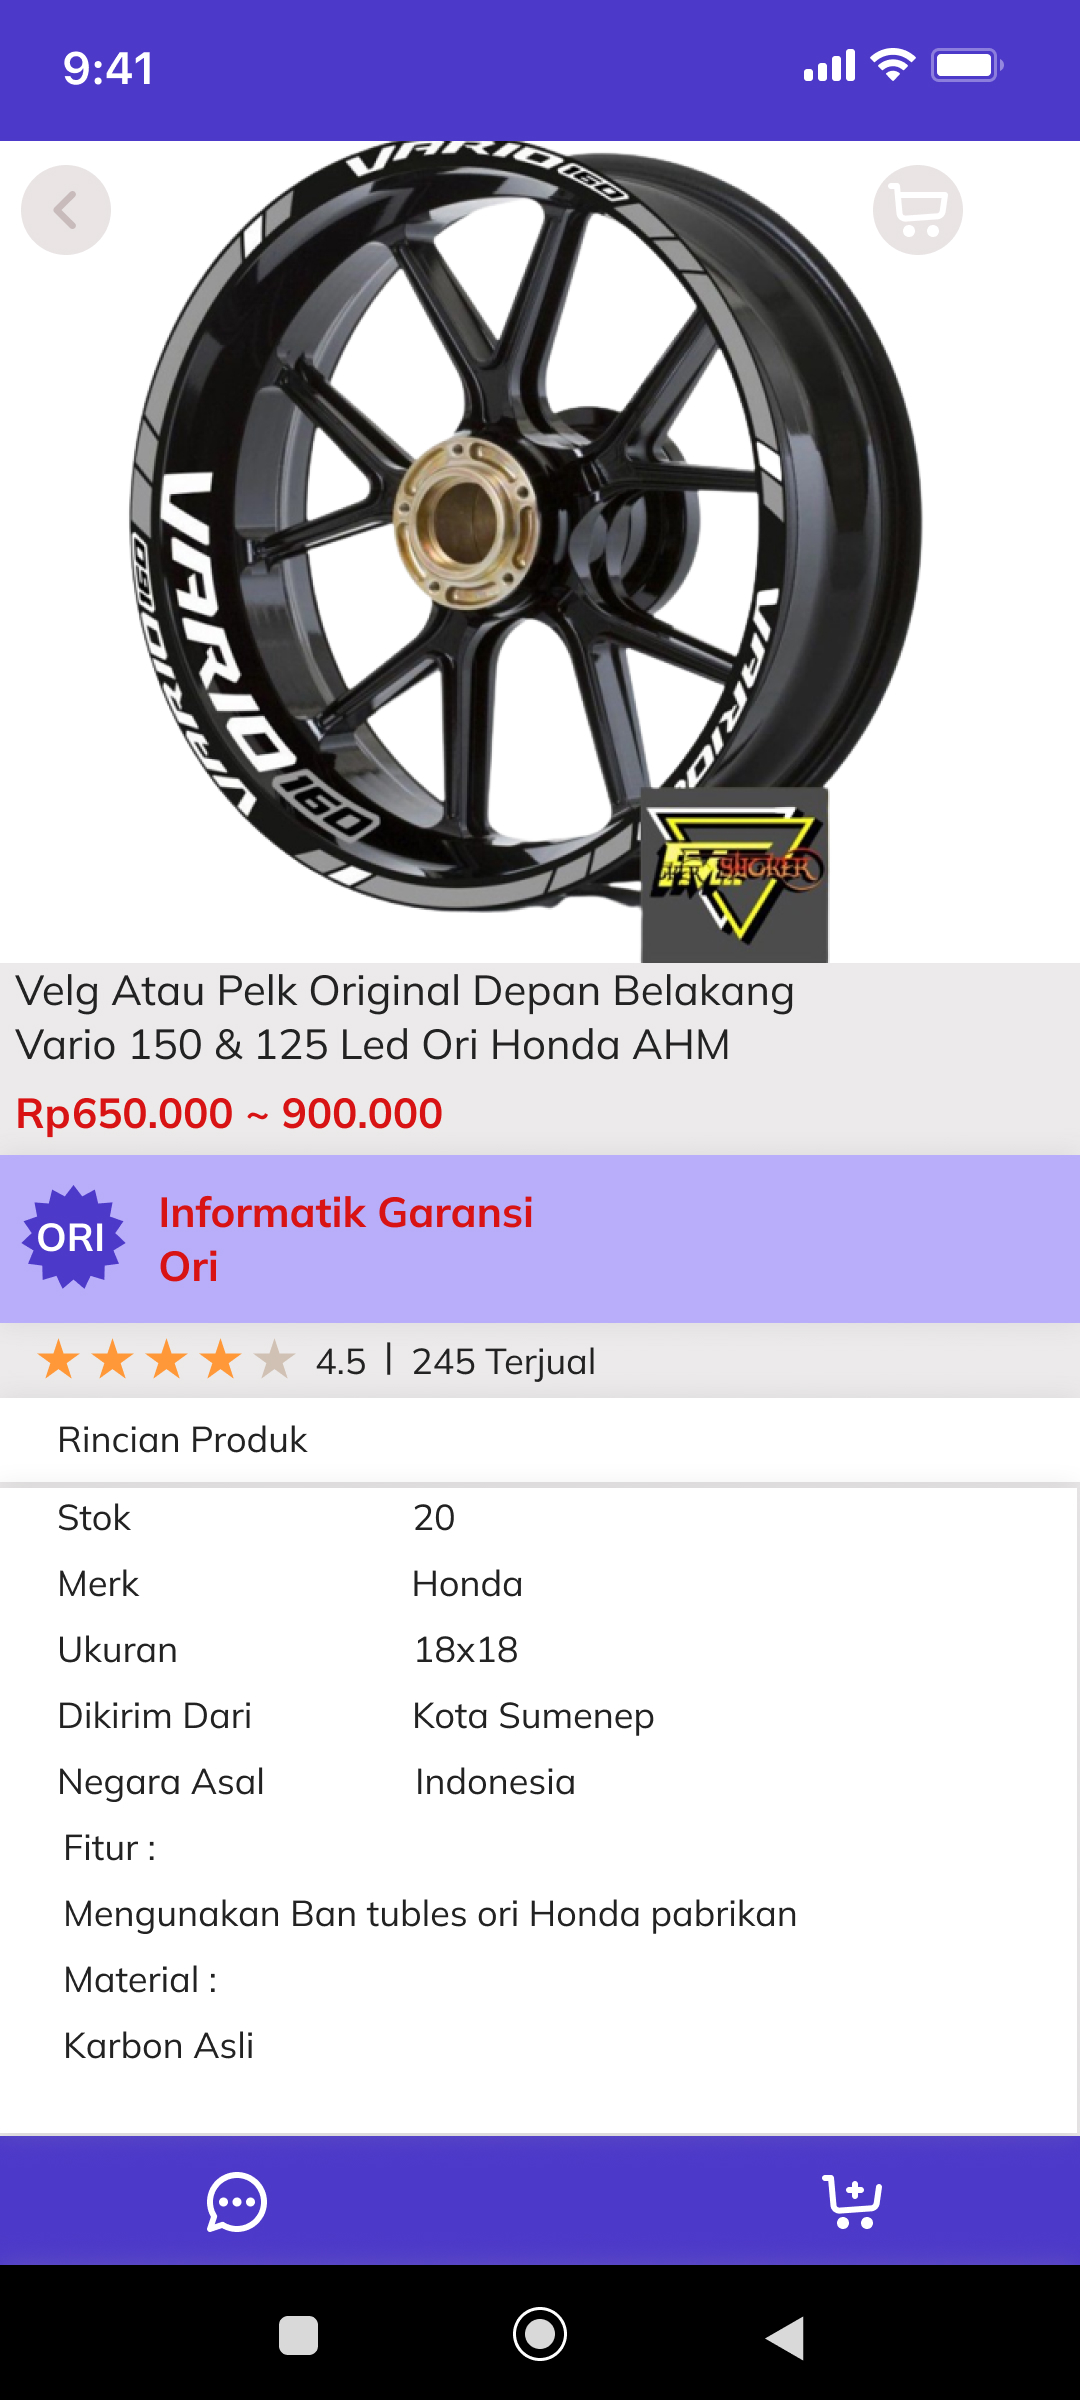 9:41
VARIO 160
VARIO 160
VARIO 160
VARIO
SHOKER
Velg Atau Pelk Original Depan Belakang
Vario 150 & 125 Led Ori Honda AHM
Rp650.000 ~ 900.000
ORI
Informatik Garansi
Ori
4.5 | 245 Terjual
Rincian Produk
Stok 20
Merk Honda
Ukuran 18x18
Dikirim Dari Kota Sumenep
Negara Asal Indonesia
Fitur :
Mengunakan Ban tubles ori Honda pabrikan
Material :
Karbon Asli